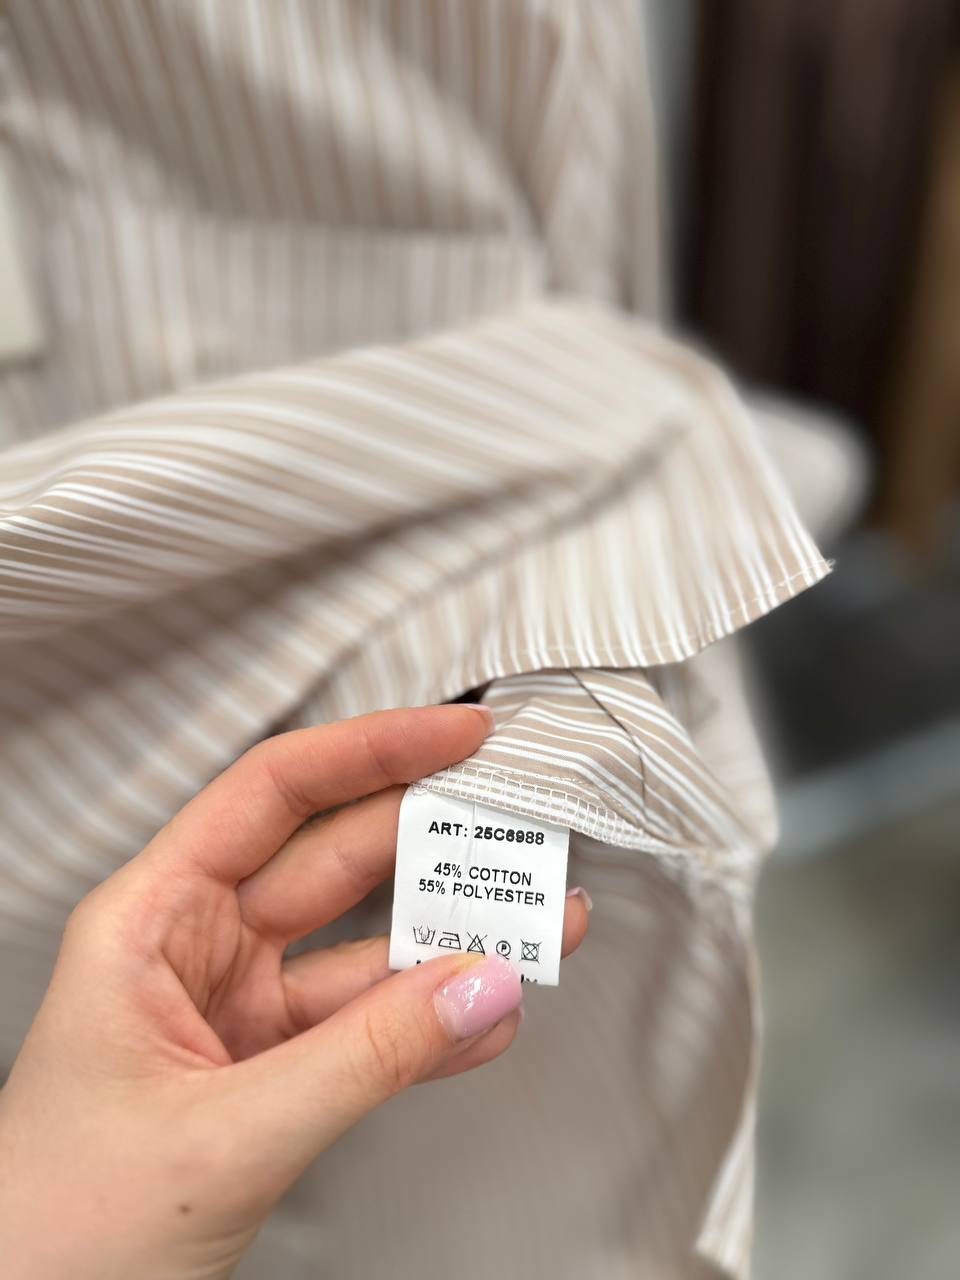 ART: 25C6988
45% COTTON
55% POLYESTER